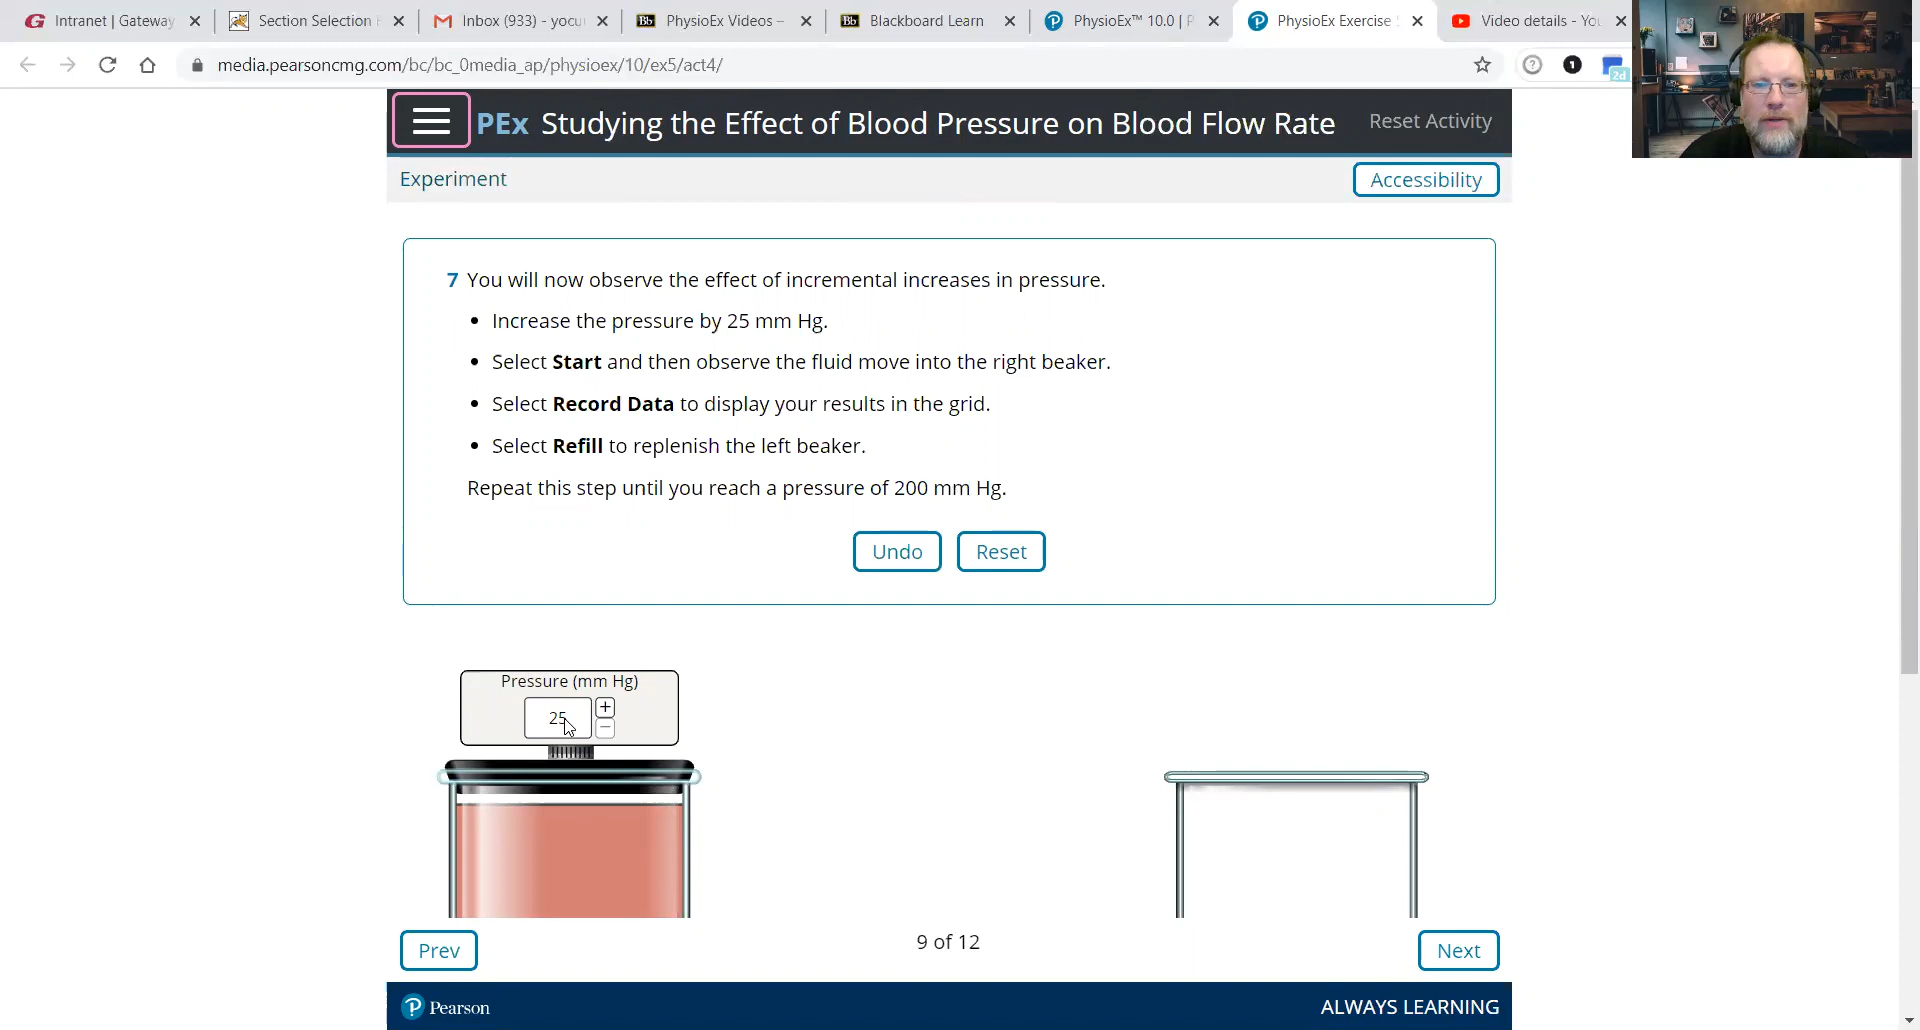 Intranet | Gateway
Section Selection
Inbox (933) - yocu
Bb PhysioEx Videos –
Bb Blackboard Learn
PhysioEx™ 10.0 | P
PhysioEx Exercise
Video details - You
media.pearsoncmg.com/bc/bc_0media_ap/physioex/10/ex5/act4/
2d
PEx Studying the Effect of Blood Pressure on Blood Flow Rate
Reset Activity
Experiment
Accessibility
7 You will now observe the effect of incremental increases in pressure.
• Increase the pressure by 25 mm Hg.
• Select Start and then observe the fluid move into the right beaker.
• Select Record Data to display your results in the grid.
• Select Refill to replenish the left beaker.
Repeat this step until you reach a pressure of 200 mm Hg.
Undo
Reset
Pressure (mm Hg)
25
+
−
Prev
9 of 12
Next
Pearson
ALWAYS LEARNING